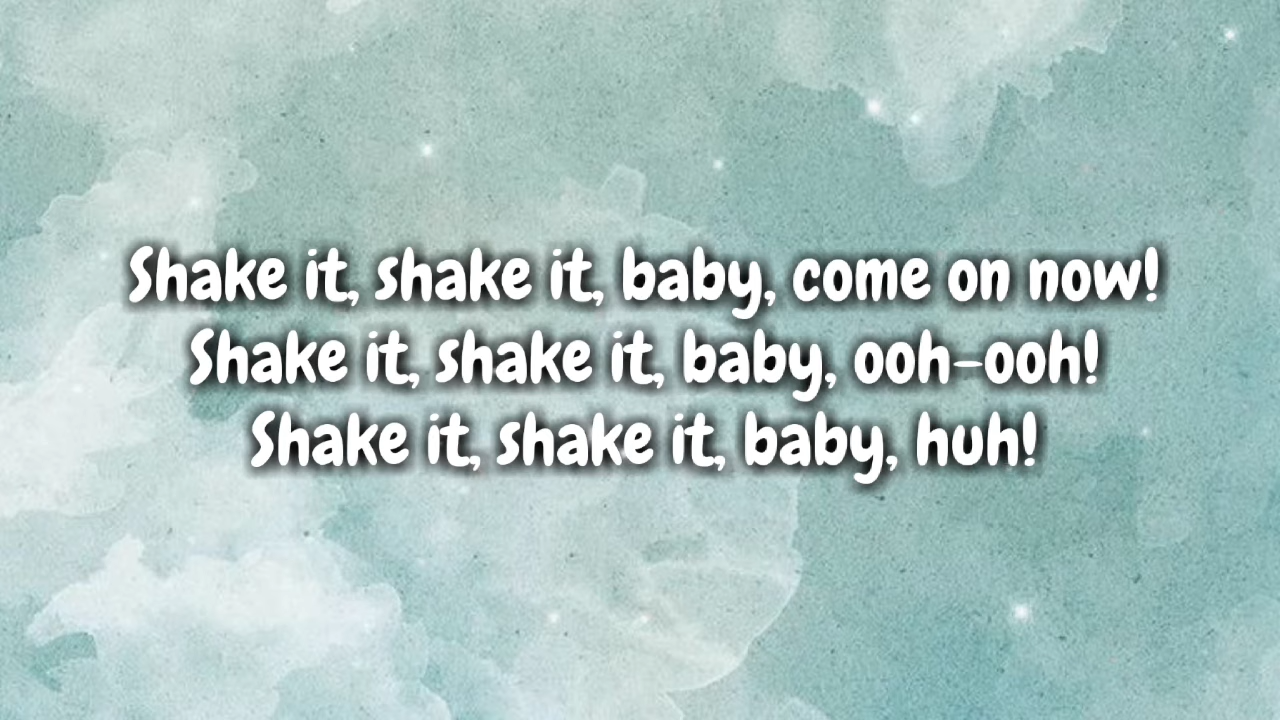 Shake it, shake it, baby, come on now!
Shake it, shake it, baby, ooh-ooh!
Shake it, shake it, baby, huh!